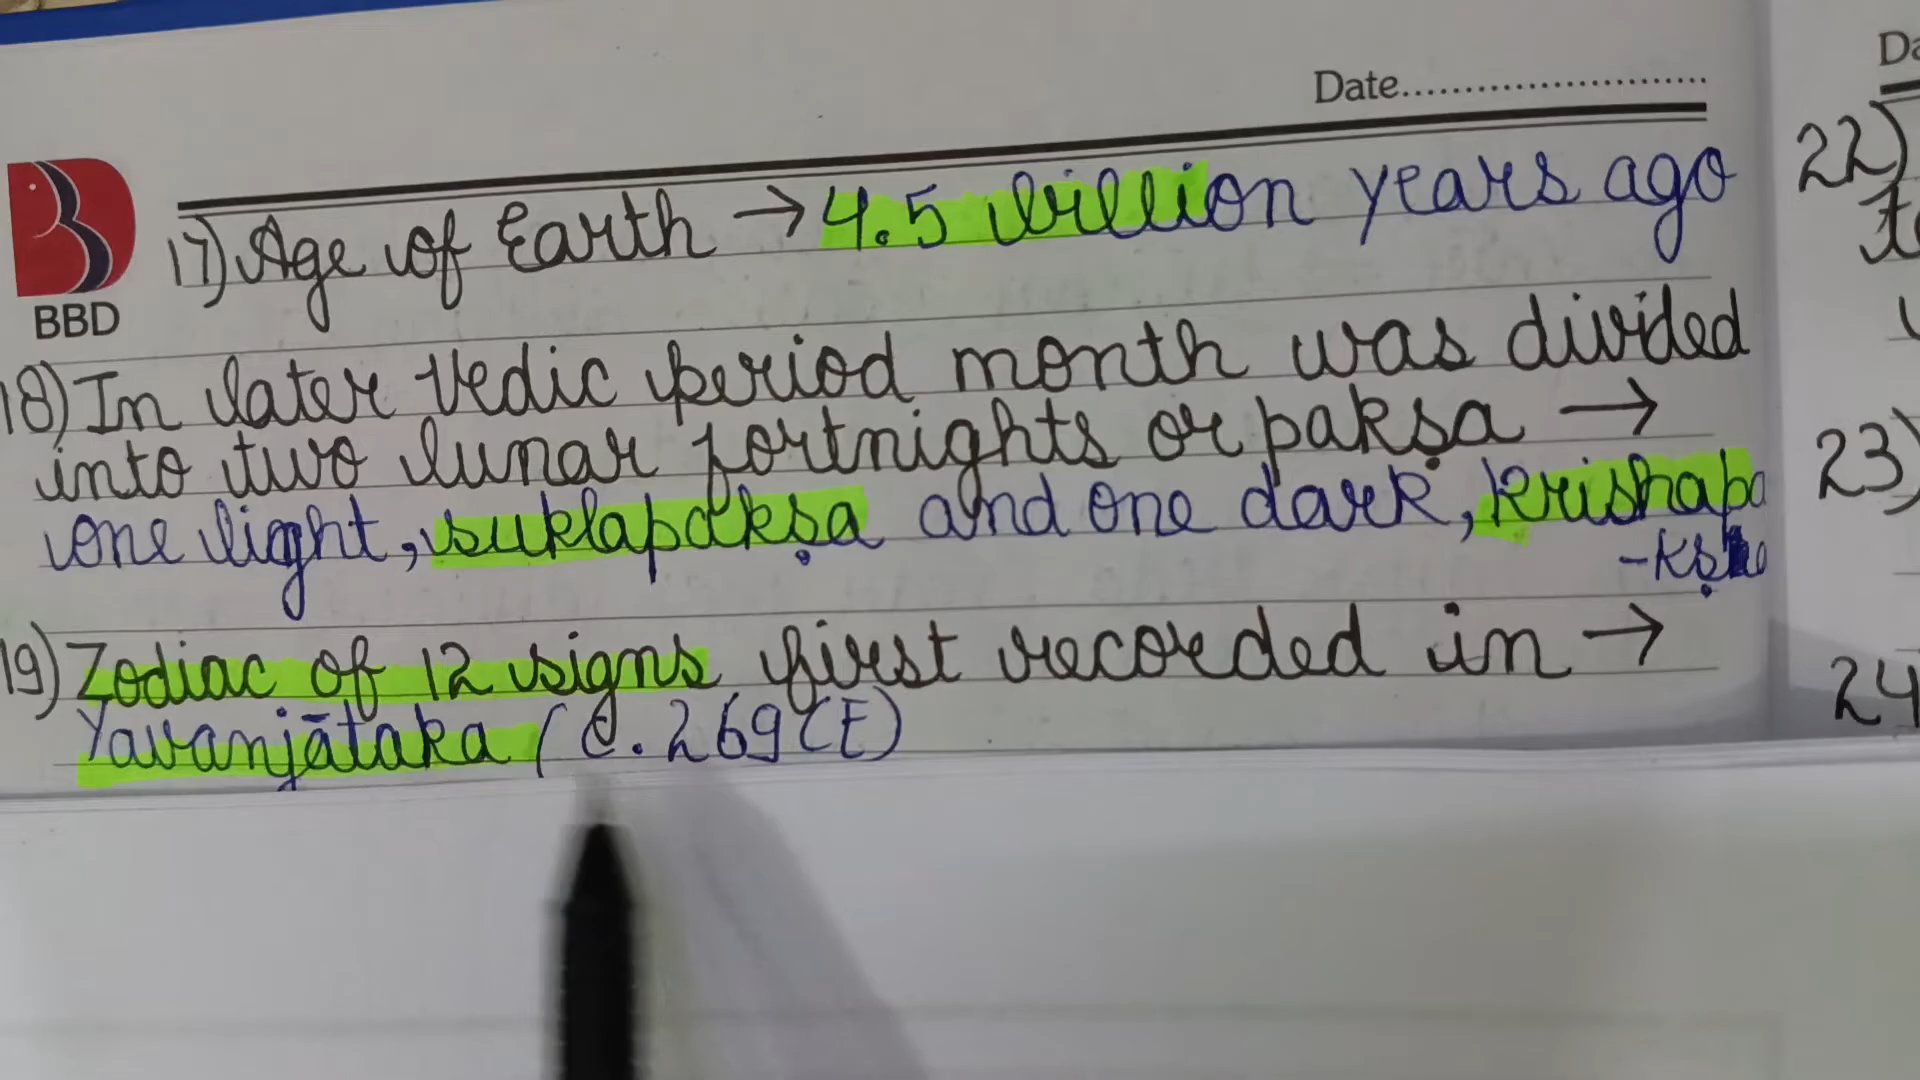 Date........................
BBD
17) Age of Earth → 4.5 billion years ago
18) In later Vedic period month was divided
into two lunar fortnights or pakṣa →
one light, suklapakṣa and one dark, krishapa
-kṣa
19) Zodiac of 12 signs first recorded in →
Yavanjātaka (c. 269 CE)
Da
22)
23)
24